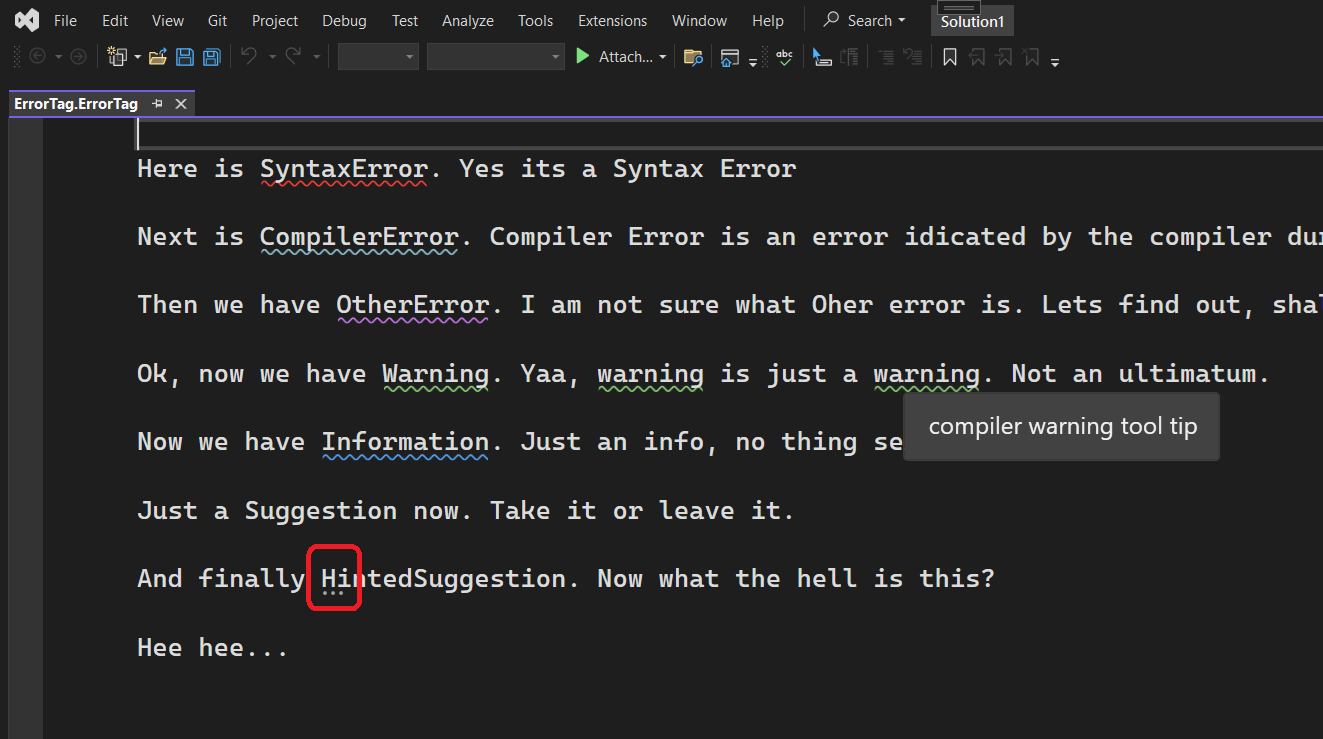 File Edit View Git Project Debug Test Analyze Tools Extensions Window Help Search Solution1
Attach... abc
ErrorTag.ErrorTag
Here is SyntaxError. Yes its a Syntax Error
Next is CompilerError. Compiler Error is an error idicated by the compiler
Then we have OtherError. I am not sure what Oher error is. Lets find out,
Ok, now we have Warning. Yaa, warning is just a warning. Not an ultimatum.
compiler warning tool tip
Now we have Information. Just an info, no thing se
Just a Suggestion now. Take it or leave it.
And finally HintedSuggestion. Now what the hell is this?
Hee hee...